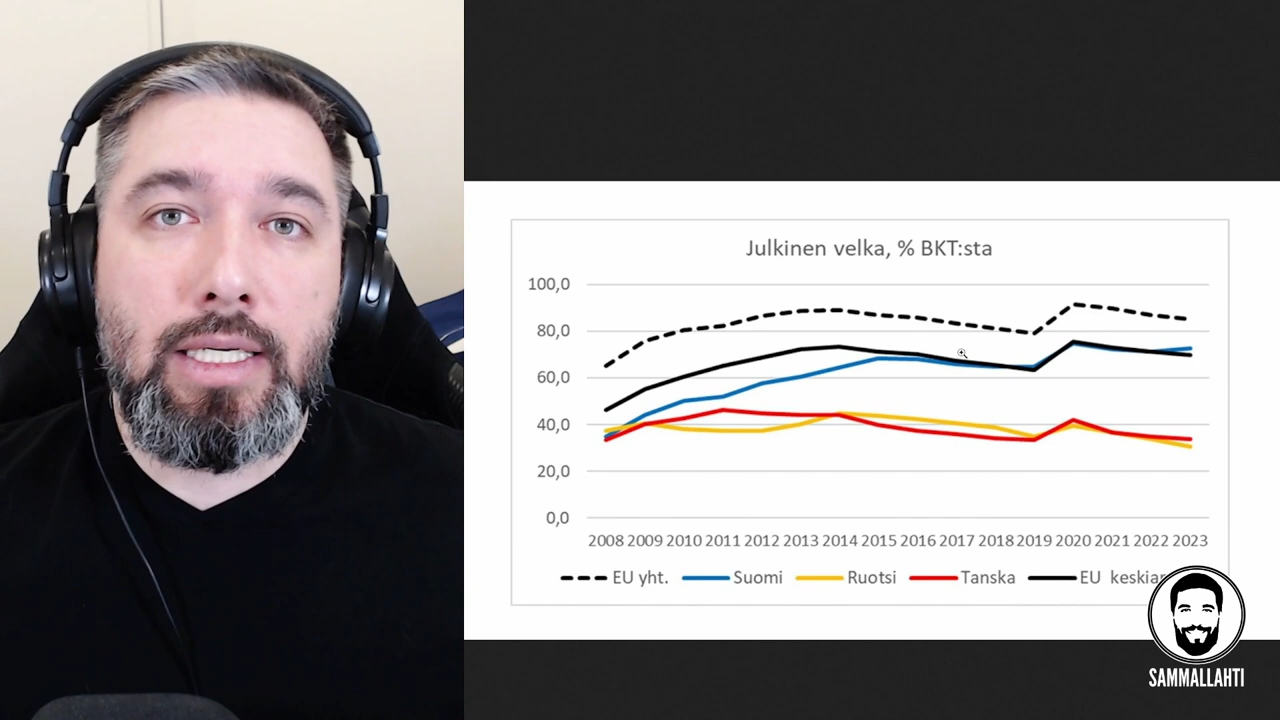 Julkinen velka, % BKT:sta
100,0
80,0
60,0
40,0
20,0
0,0
2008 2009 2010 2011 2012 2013 2014 2015 2016 2017 2018 2019 2020 2021 2022 2023
EU yht. Suomi Ruotsi Tanska EU
SAMMALLAHTI